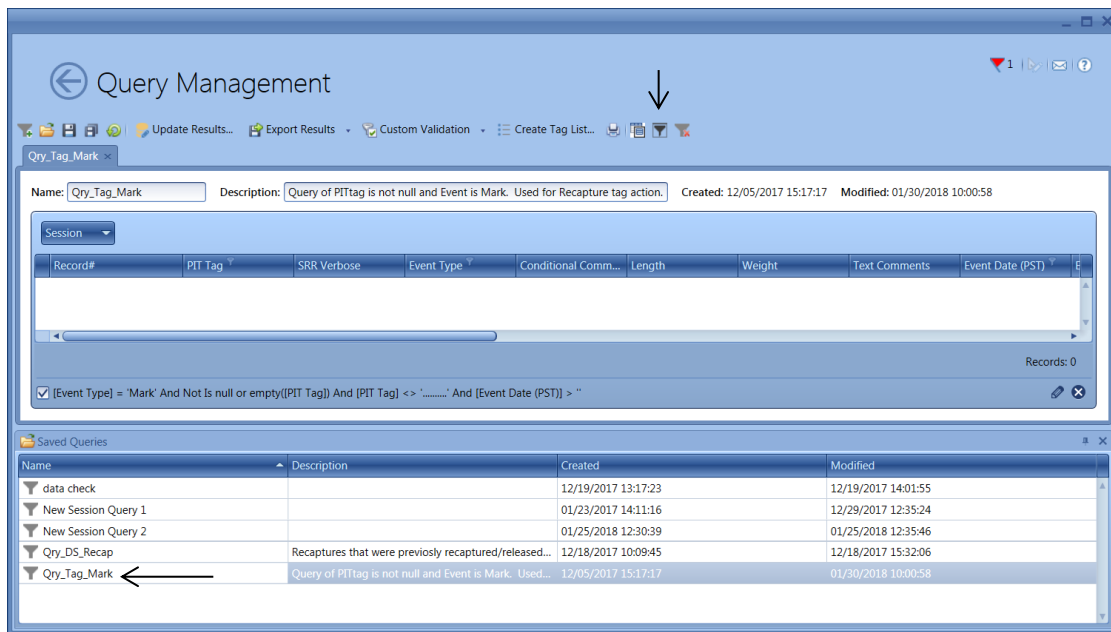 1
Query Management
Update Results... Export Results Custom Validation Create Tag List...
Qry_Tag_Mark
Name: Qry_Tag_Mark Description: Query of PITtag is not null and Event is Mark. Used for Recapture tag action. Created: 12/05/2017 15:17:17 Modified: 01/30/2018 10:00:58
Session
Record# PIT Tag SRR Verbose Event Type Conditional Comm... Length Weight Text Comments Event Date (PST) E
Records: 0
[Event Type] = 'Mark' And Not Is null or empty([PIT Tag]) And [PIT Tag] <> '..........' And [Event Date (PST)] > ''
Saved Queries
Name Description Created Modified
data check 12/19/2017 13:17:23 12/19/2017 14:01:55
New Session Query 1 01/23/2017 14:11:16 12/29/2017 12:35:24
New Session Query 2 01/25/2018 12:30:39 01/25/2018 12:35:46
Qry_DS_Recap Recaptures that were previosly recaptured/released... 12/18/2017 10:09:45 12/18/2017 15:32:06
Qry_Tag_Mark Query of PITtag is not null and Event is Mark. Used... 12/05/2017 15:17:17 01/30/2018 10:00:58